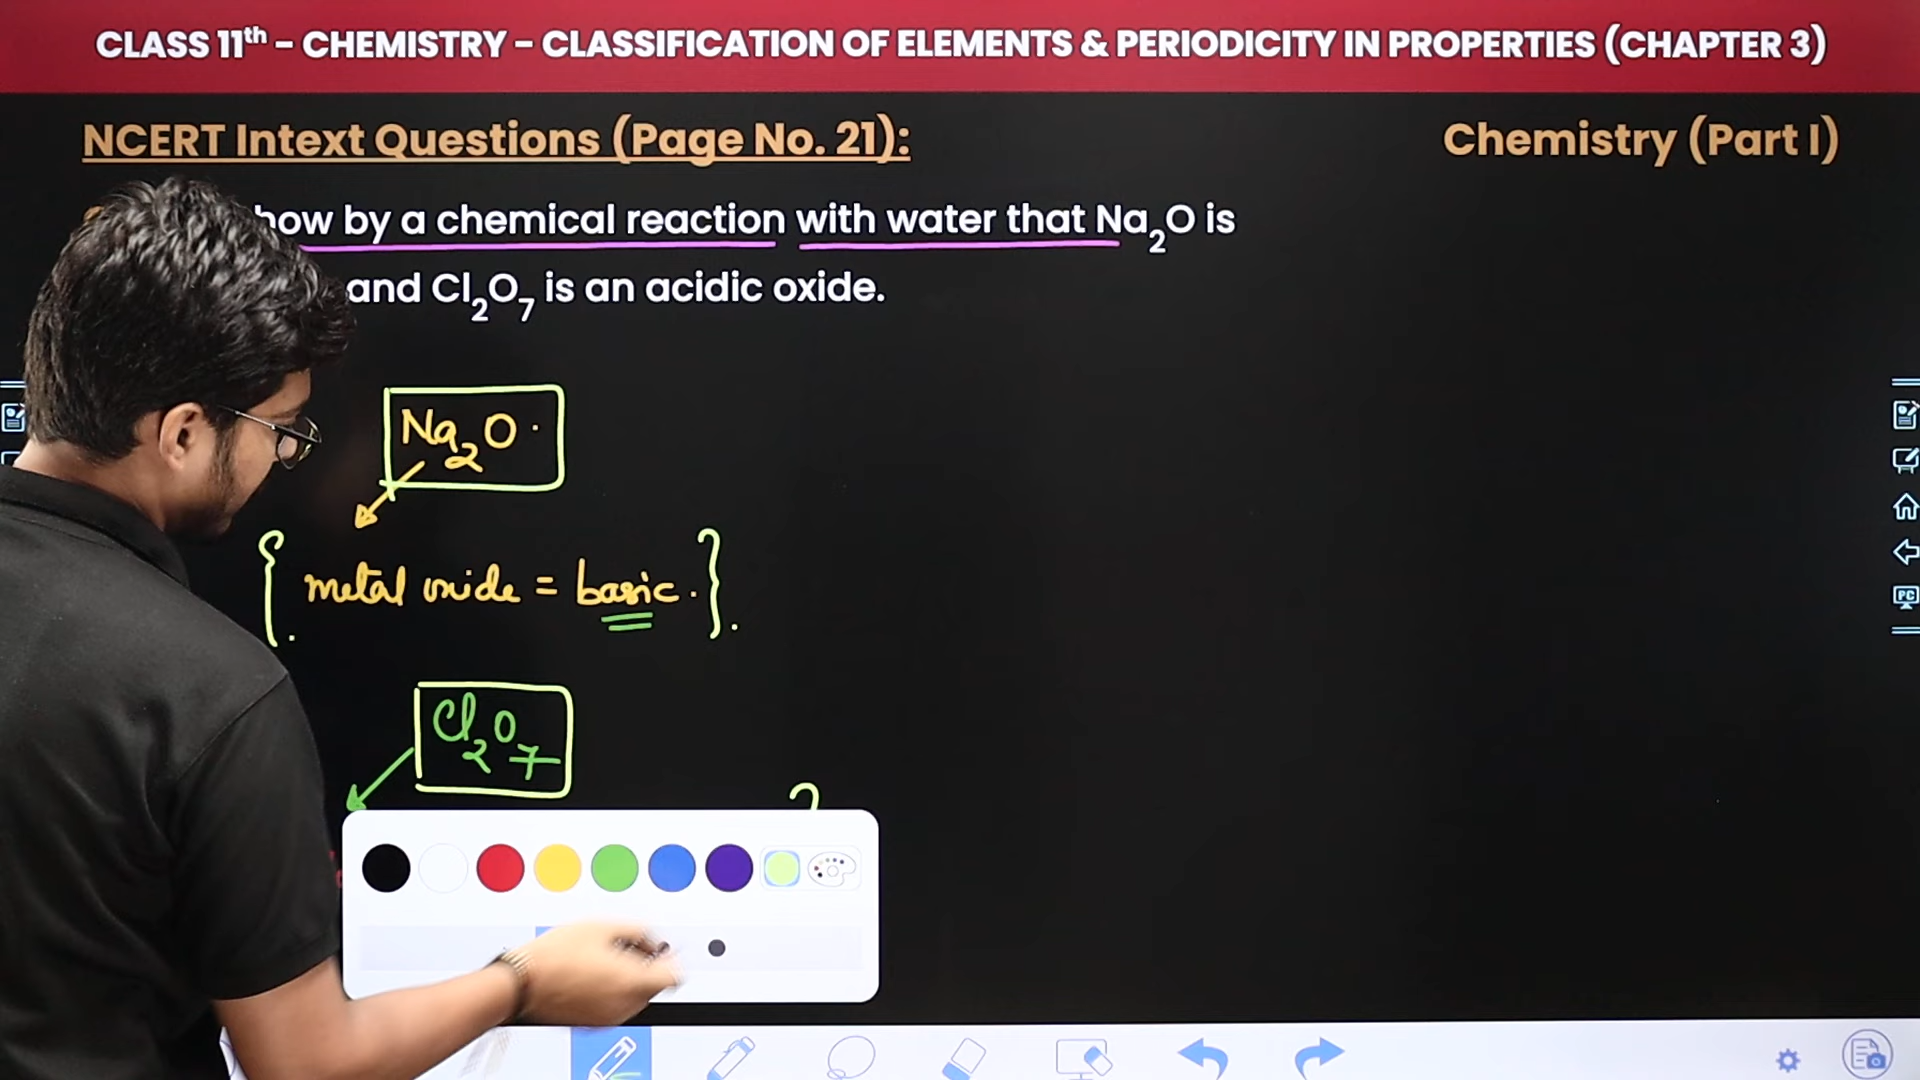 CLASS 11th - CHEMISTRY - CLASSIFICATION OF ELEMENTS & PERIODICITY IN PROPERTIES (CHAPTER 3)
NCERT Intext Questions (Page No. 21):
Chemistry (Part I)
how by a chemical reaction with water that Na₂O is
and Cl₂O₇ is an acidic oxide.
Na₂O
{ metal oxide = basic. }
Cl₂O₇
PC